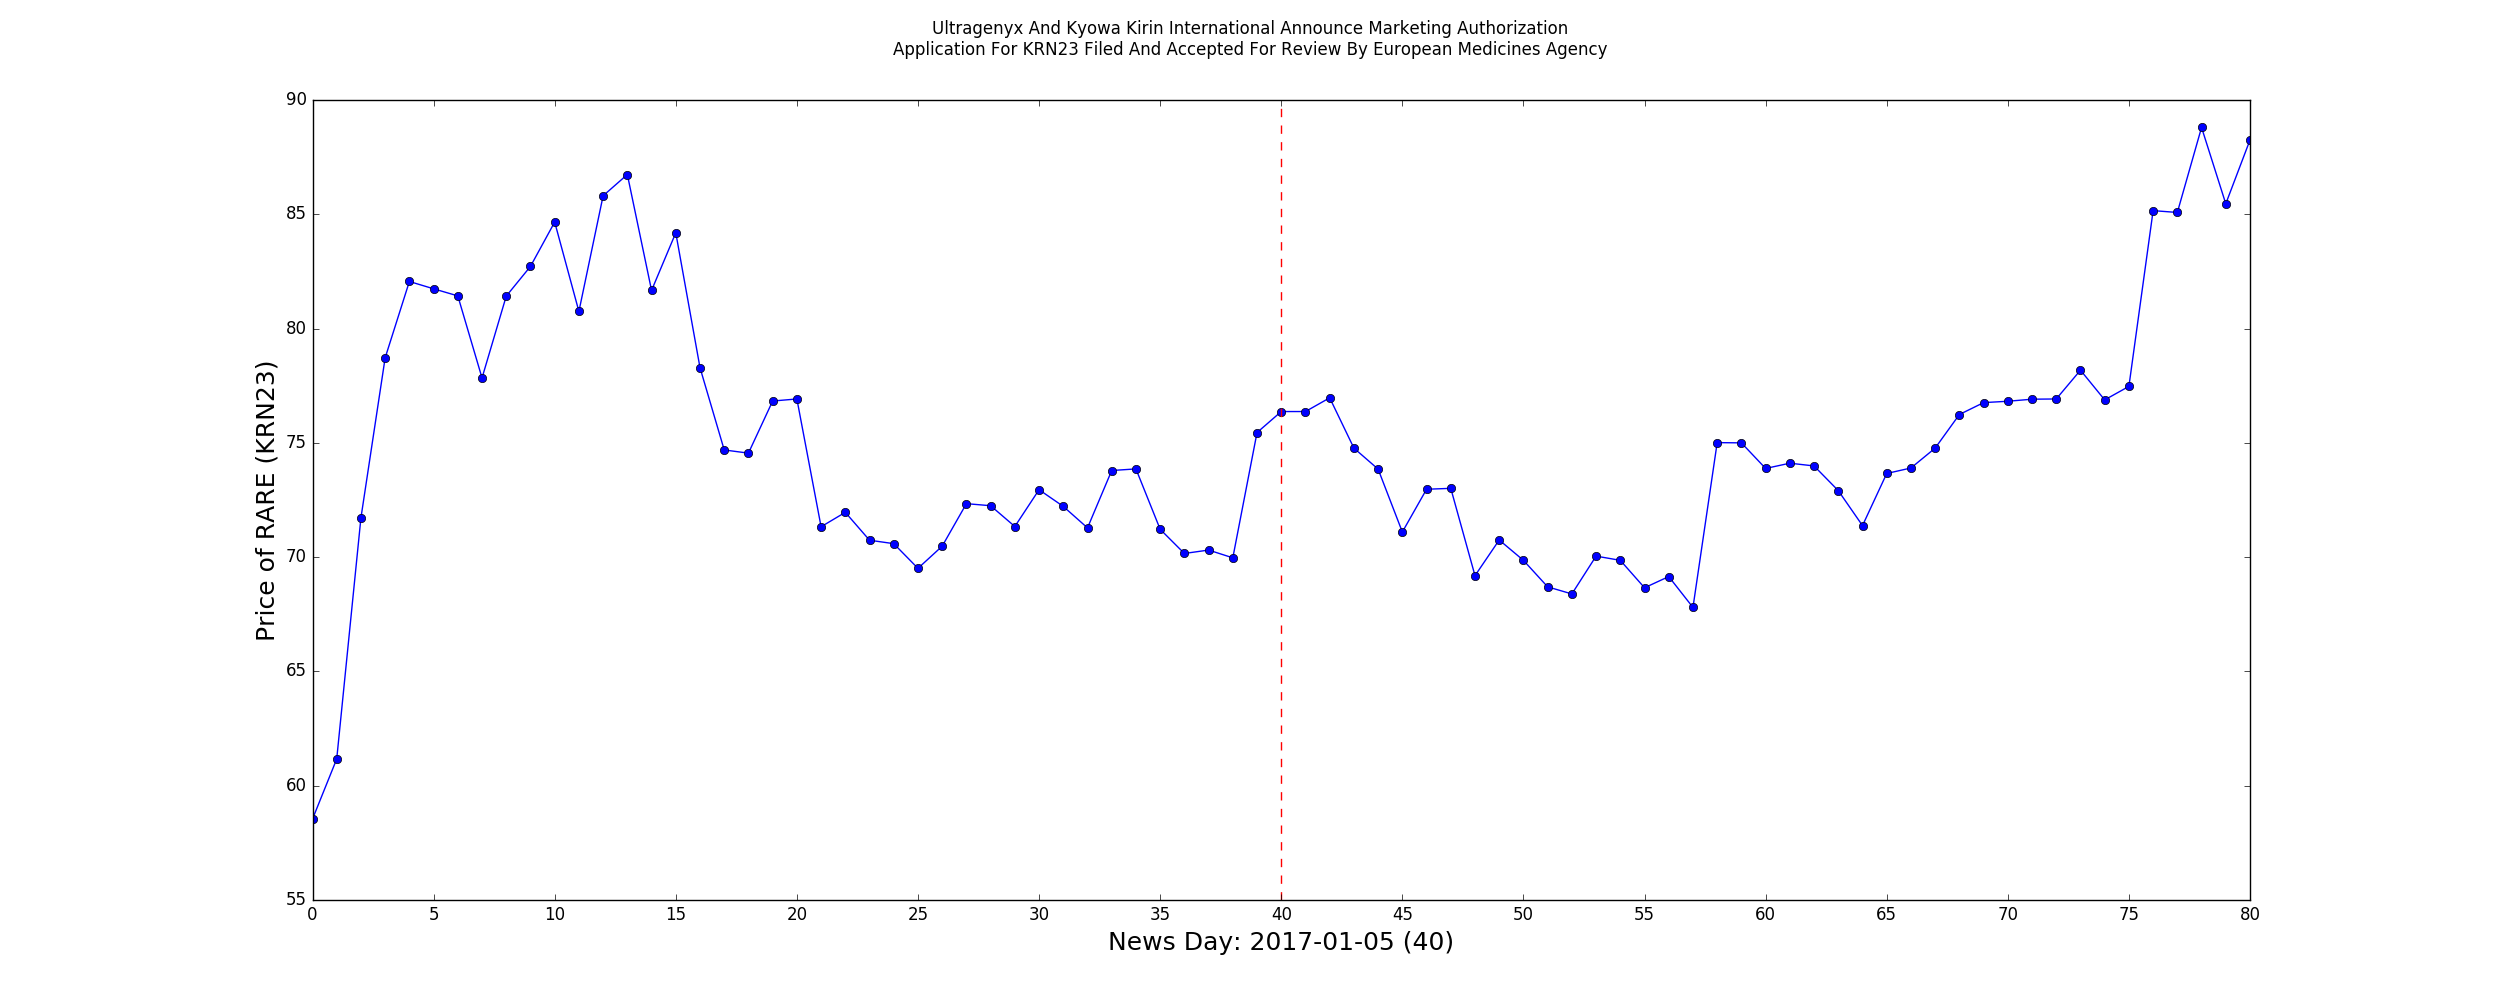 Ultragenyx And Kyowa Kirin International Announce Marketing Authorization
Application For KRN23 Filed And Accepted For Review By European Medicines Agency
90
85
80
75
70
65
60
55
Price of RARE (KRN23)
0 5 10 15 20 25 30 35 40 45 50 55 60 65 70 75 80
News Day: 2017-01-05 (40)